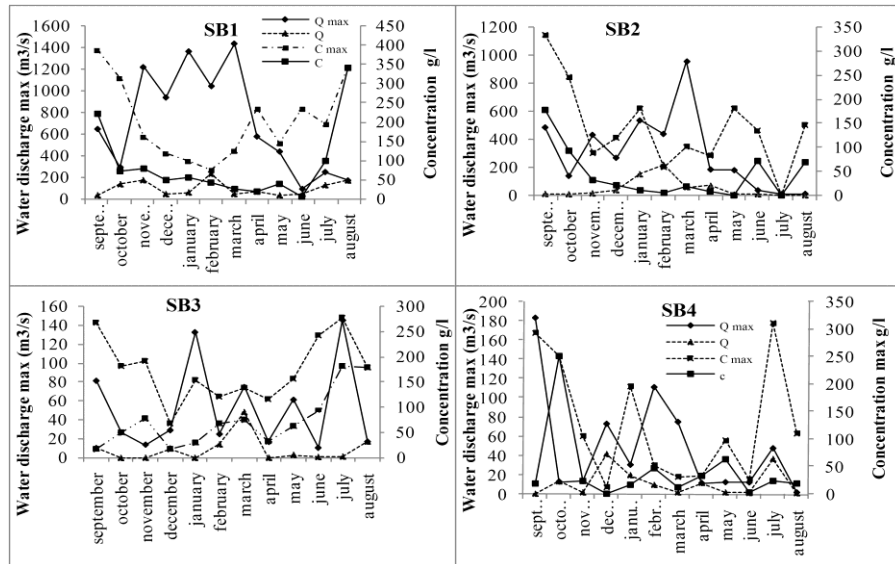 SB1
Water discharge max (m3/s)
1600
1400
1200
1000
800
600
400
200
0
450
400
350
300
250
200
150
100
50
0
Concentration g/l
Q max
Q
C max
C
septe..
october
nove..
dece..
january
february
march
april
may
june
july
august
SB2
Water discharge max (m3/s)
1200
1000
800
600
400
200
0
350
300
250
200
150
100
50
0
Concentration g/l
septe..
october
novem..
decem..
january
february
march
april
may
june
july
august
SB3
Water discharge max (m3/s)
160
140
120
100
80
60
40
20
0
300
250
200
150
100
50
0
Concentration g/l
september
october
november
december
january
february
march
april
may
june
july
august
SB4
Water discharge max (m3/s)
200
180
160
140
120
100
80
60
40
20
0
350
300
250
200
150
100
50
0
Concentration max g/l
Q max
Q
C max
c
sept..
octo..
nov..
dec..
janu..
febr..
march
april
may
june
july
august